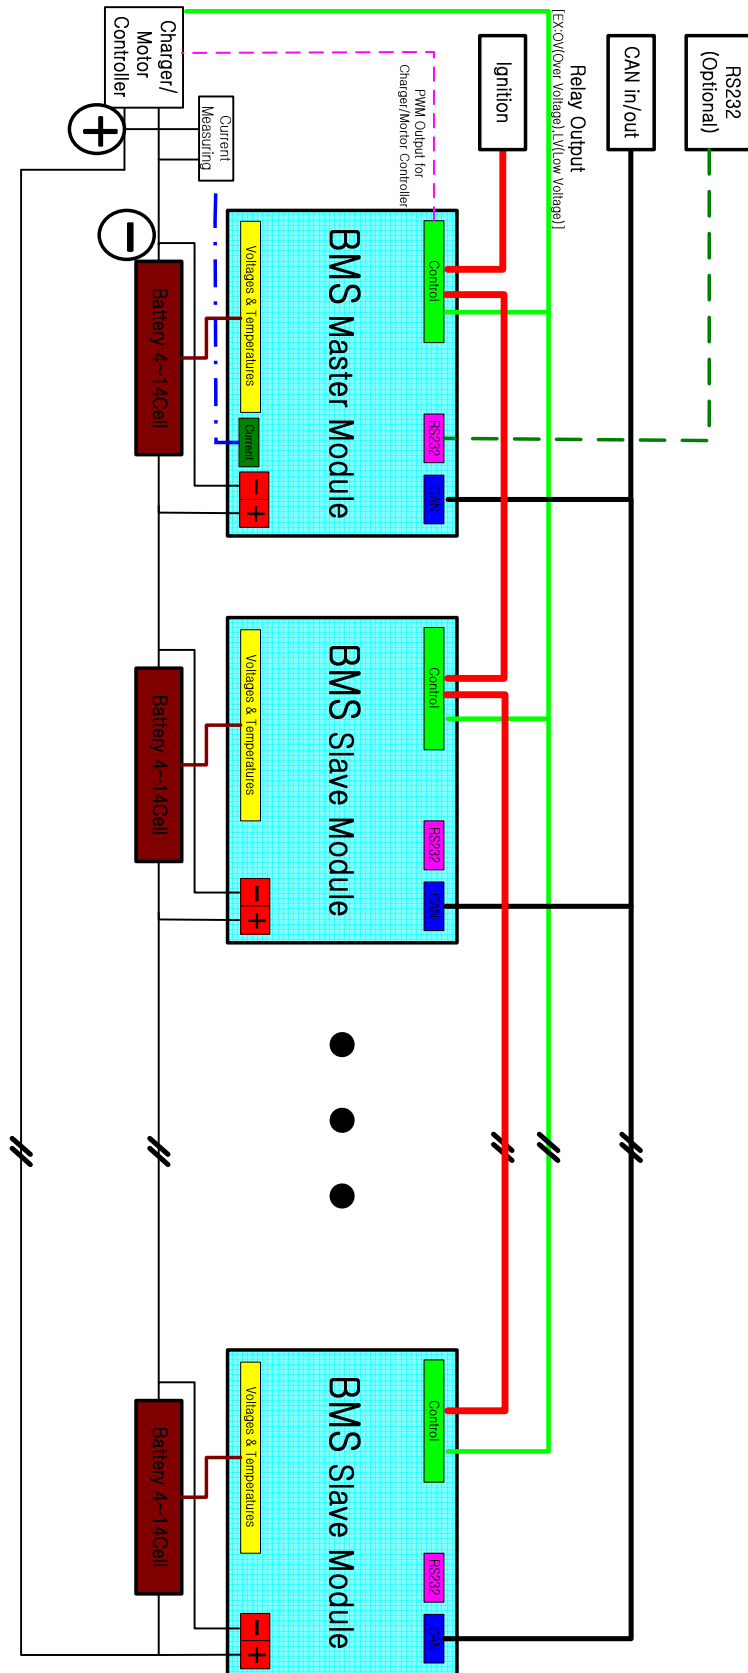 RS232
(Optional)
CAN in/out
Relay Output
[EX:OV(Over Voltage),LV(Low Voltage)]
Ignition
PWM Output for
Charger/Mortor Controller
Charger/
Motor
Controller
Current
Measuring
+
−
BMS Master Module
Control
RS232
CAN
Voltages & Temperatures
Current
−
+
Battery 4~14Cell
BMS Slave Module
Control
RS232
CAN
Voltages & Temperatures
−
+
Battery 4~14Cell
BMS Slave Module
Control
RS232
CAN
Voltages & Temperatures
−
+
Battery 4~14Cell